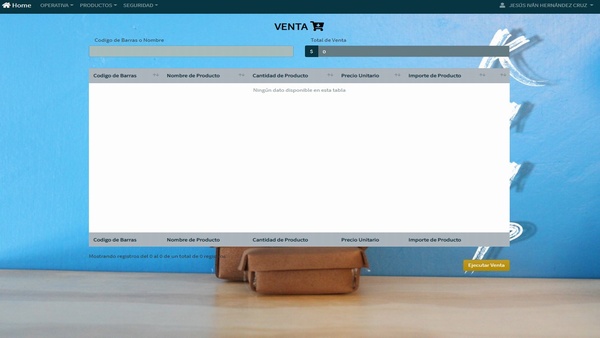 Home OPERATIVA PRODUCTOS SEGURIDAD JESÚS IVÁN HERNÁNDEZ CRUZ
VENTA
Codigo de Barras o Nombre Total de Venta
$ 0
Codigo de Barras Nombre de Producto Cantidad de Producto Precio Unitario Importe de Producto
Ningún dato disponible en esta tabla
Codigo de Barras Nombre de Producto Cantidad de Producto Precio Unitario Importe de Producto
Mostrando registros del 0 al 0 de un total de 0
Ejecutar Venta